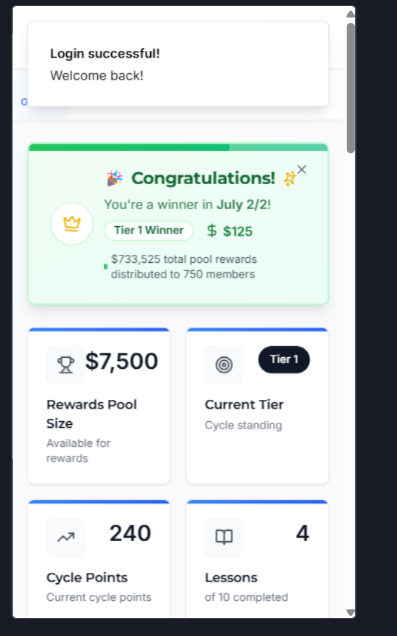 Login successful!
Welcome back!
🎉 Congratulations! 🎊
You're a winner in July 2/2!
Tier 1 Winner
$ $125
$733,525 total pool rewards
distributed to 750 members
$7,500
Rewards Pool
Size
Available for
rewards
Tier 1
Current Tier
Cycle standing
240
Cycle Points
Current cycle points
4
Lessons
of 10 completed